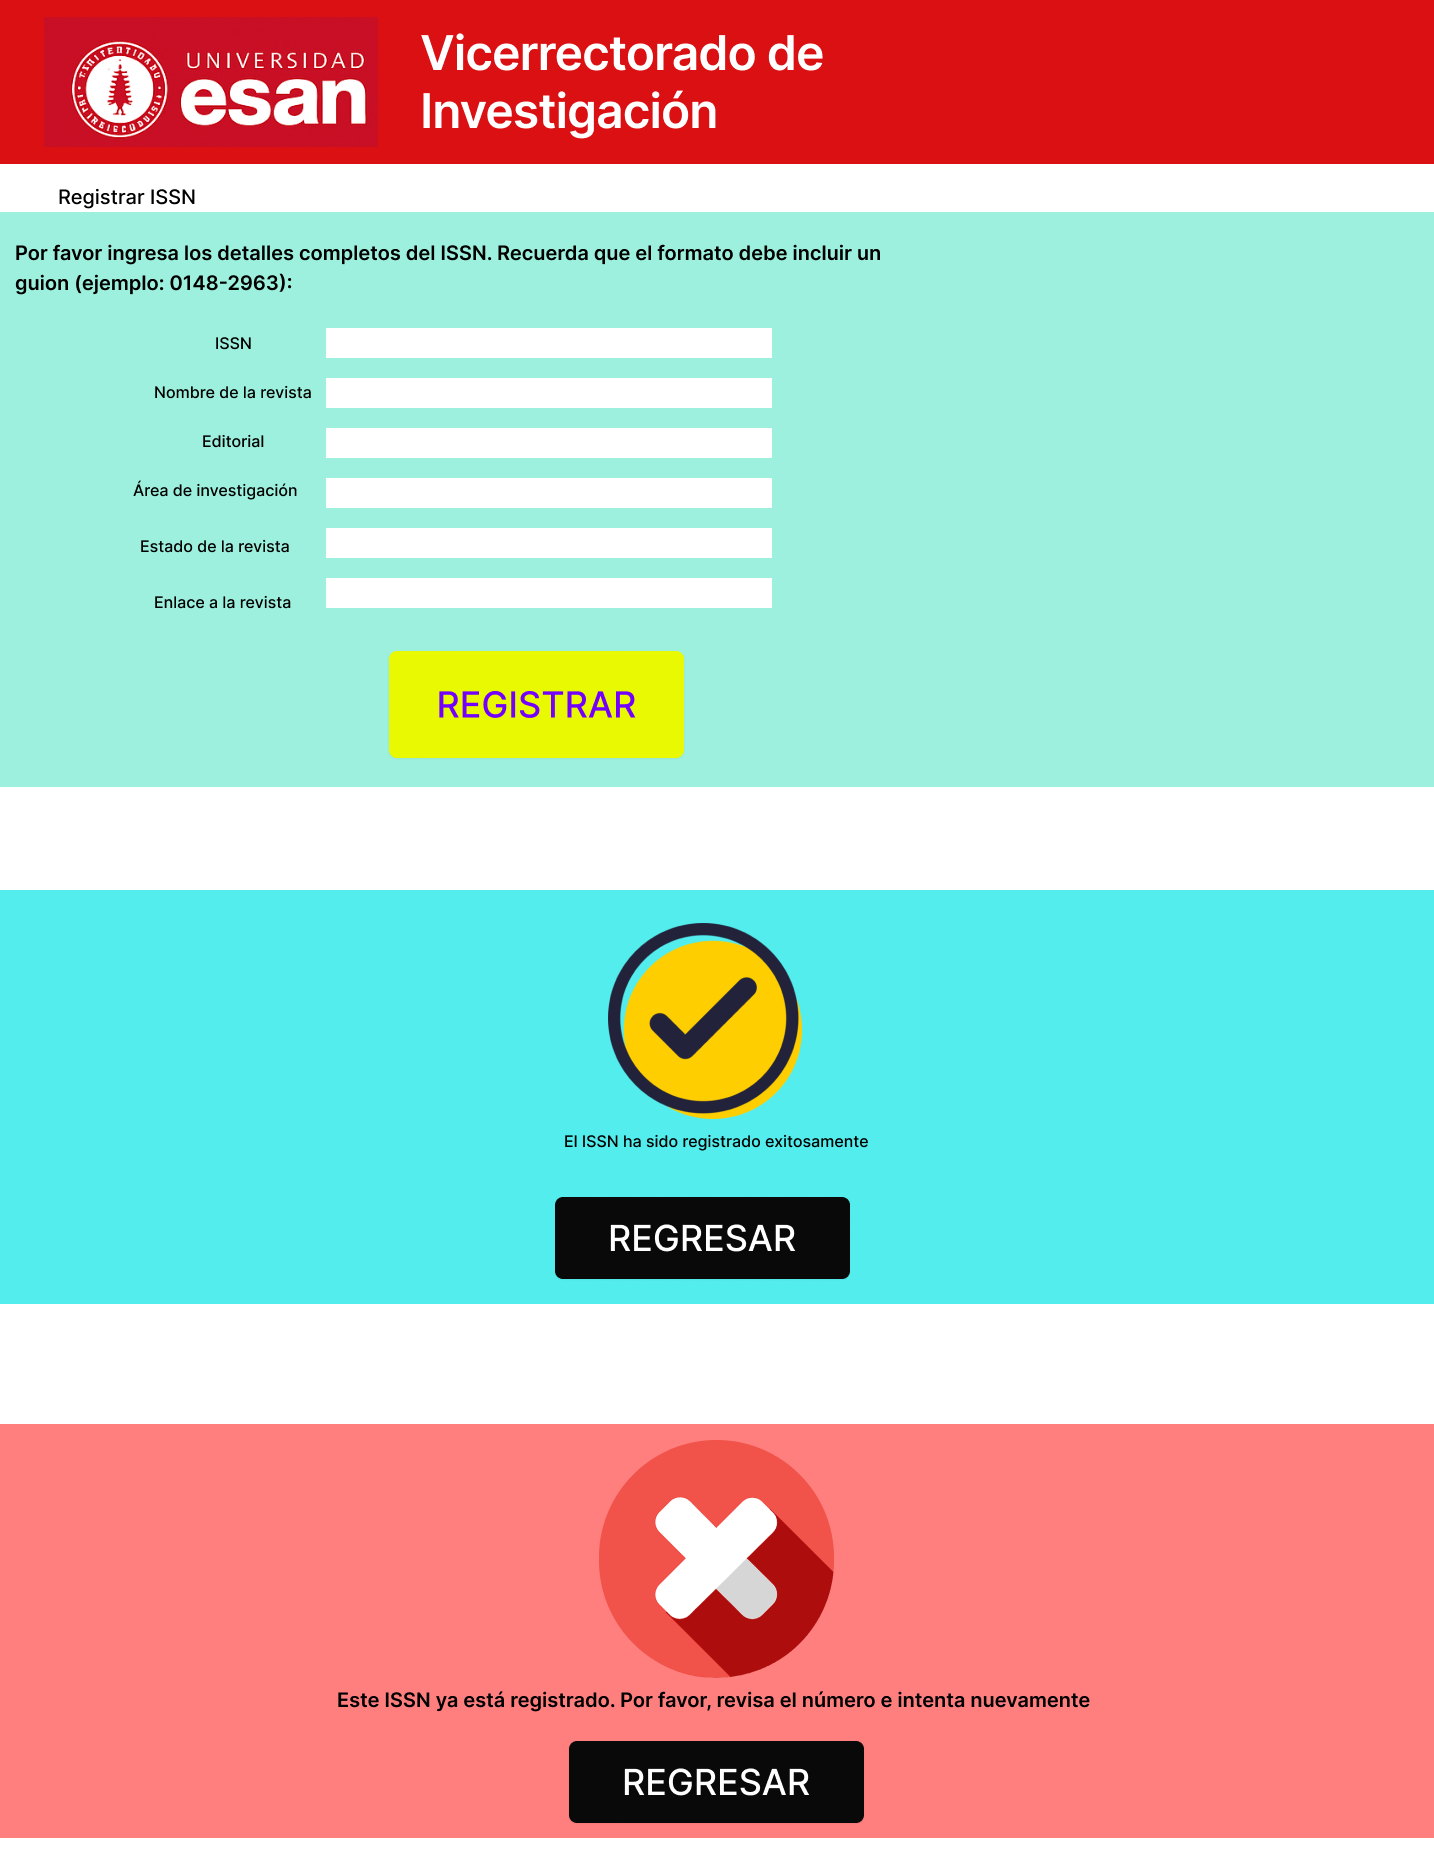 UNIVERSIDAD
esan
Vicerrectorado de
Investigación
Registrar ISSN
Por favor ingresa los detalles completos del ISSN. Recuerda que el formato debe incluir un
guion (ejemplo: 0148-2963):
ISSN
Nombre de la revista
Editorial
Área de investigación
Estado de la revista
Enlace a la revista
REGISTRAR
El ISSN ha sido registrado exitosamente
REGRESAR
Este ISSN ya está registrado. Por favor, revisa el número e intenta nuevamente
REGRESAR